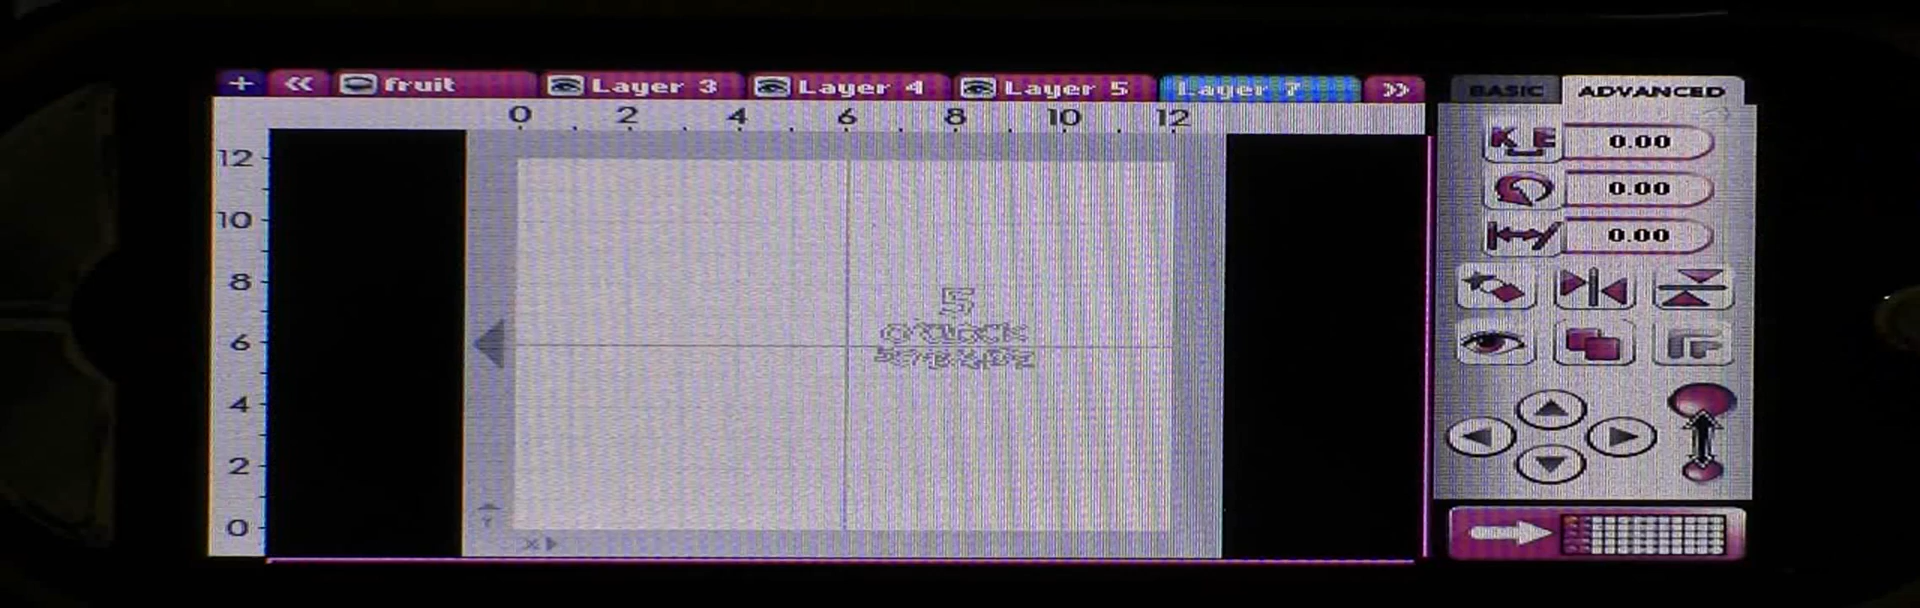 + « fruit Layer 3 Layer 4 Layer 5 Layer 7 »
BASIC ADVANCED
0 2 4 6 8 10 12
12
10
8
6
4
2
0
K E 0.00
0.00
0.00
5
O'CLOCK
X
Y